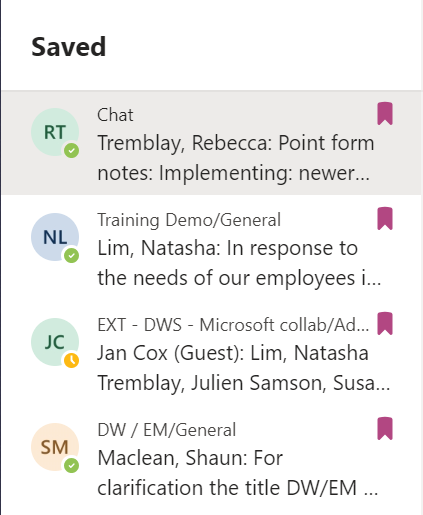 Saved
RT
Chat
Tremblay, Rebecca: Point form
notes: Implementing: newer...
NL
Training Demo/General
Lim, Natasha: In response to
the needs of our employees i...
JC
EXT - DWS - Microsoft collab/Ad...
Jan Cox (Guest): Lim, Natasha
Tremblay, Julien Samson, Susa...
SM
DW / EM/General
Maclean, Shaun: For
clarification the title DW/EM ...